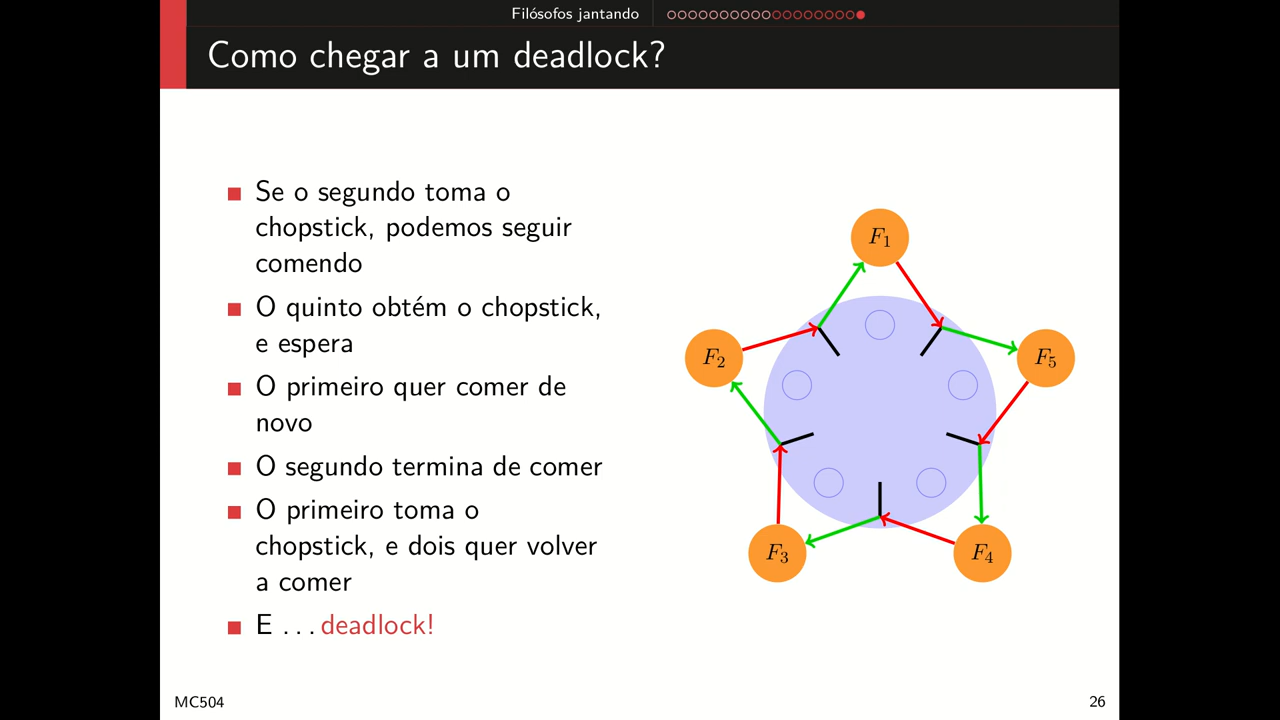 Filósofos jantando
Como chegar a um deadlock?
Se o segundo toma o
chopstick, podemos seguir
comendo
O quinto obtém o chopstick,
e espera
O primeiro quer comer de
novo
O segundo termina de comer
O primeiro toma o
chopstick, e dois quer volver
a comer
E ... deadlock!
F1
F2
F5
F3
F4
MC504
26